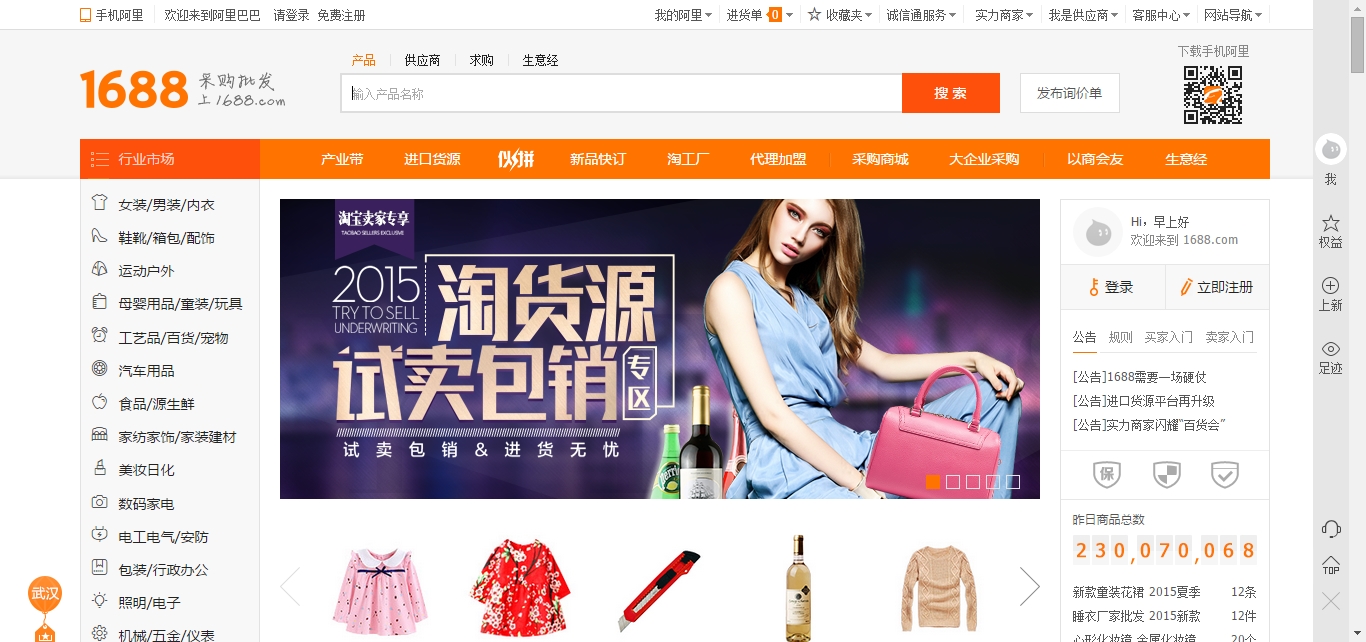 手机阿里 欢迎来到阿里巴巴 请登录 免费注册 我的阿里 进货单 0 收藏夹 诚信通服务 实力商家 我是供应商 客服中心 网站导航
产品 供应商 求购 生意经
下载手机阿里
1688 采购批发
上1688.com
输入产品名称 搜 索 发布询价单
行业市场 产业带 进口货源 伙拼 新品快订 淘工厂 代理加盟 采购商城 大企业采购 以商会友 生意经
女装/男装/内衣
鞋靴/箱包/配饰
运动户外
母婴用品/童装/玩具
工艺品/百货/宠物
汽车用品
食品/源生鲜
家纺家饰/家装建材
美妆日化
数码家电
电工电气/安防
包装/行政办公
照明/电子
机械/五金/仪表
武汉
淘宝卖家专享
TAOBAO SELLERS EXCLUSIVE
2015
TRY TO SELL
UNDERWRITING
淘货源
试卖包销
专区
试卖包销&进货无忧
Hi，早上好
欢迎来到 1688.com
登录 立即注册
公告 规则 买家入门 卖家入门
[公告]1688需要一场硬仗
[公告]进口货源平台再升级
[公告]实力商家闪耀“百货会”
保
昨日商品总数
230,070,068
新款童装花裙 2015夏季 12条
睡衣厂家批发 2015新款 12件
心形化妆镜 金属化妆镜 20个
我
权益
上新
足迹
TOP